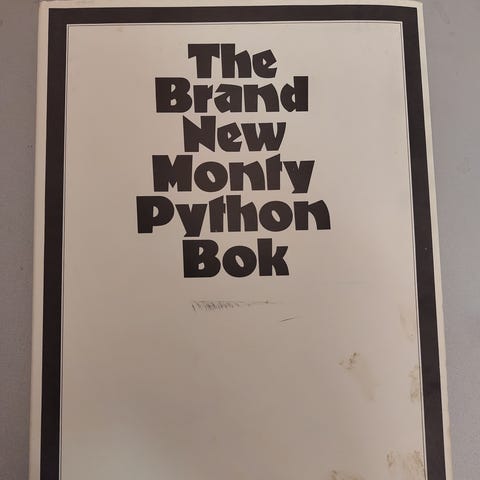 The
Brand
New
Monty
Python
Bok